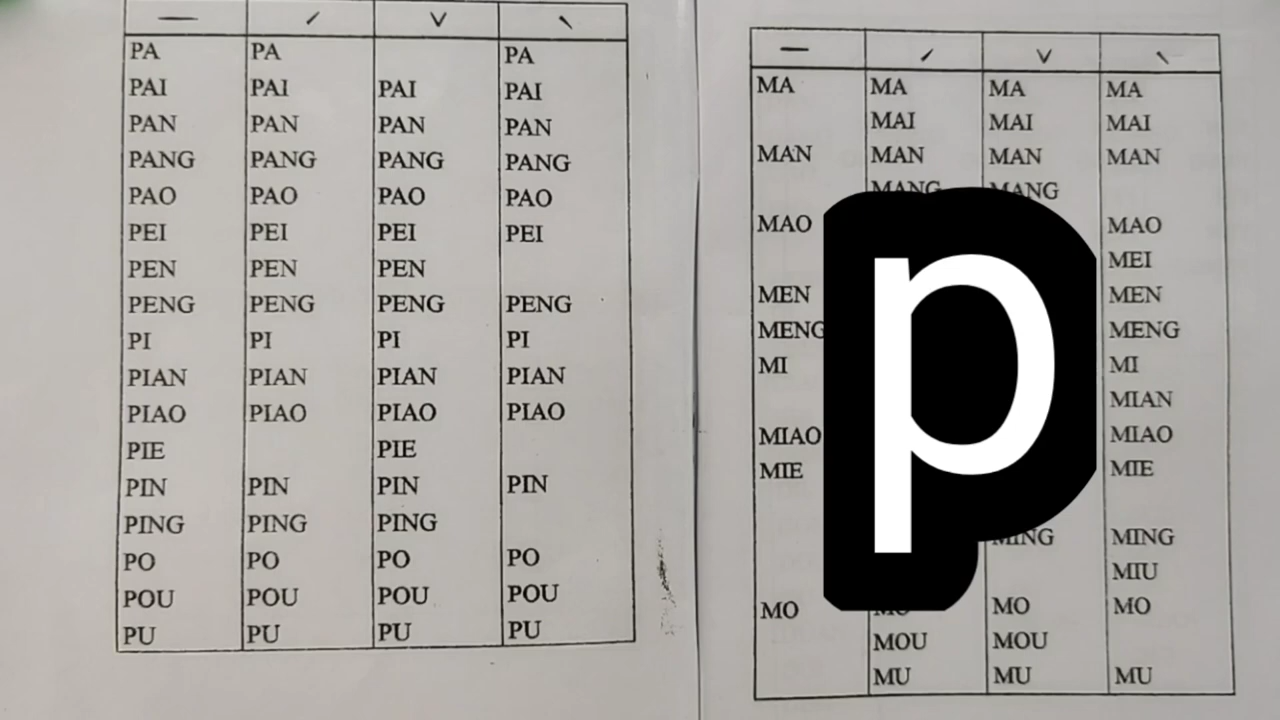 — ˊ ˇ ˋ
PA PA PA
PAI PAI PAI PAI
PAN PAN PAN PAN
PANG PANG PANG PANG
PAO PAO PAO PAO
PEI PEI PEI PEI
PEN PEN PEN
PENG PENG PENG PENG
PI PI PI PI
PIAN PIAN PIAN PIAN
PIAO PIAO PIAO PIAO
PIE PIE
PIN PIN PIN PIN
PING PING PING
PO PO PO PO
POU POU POU POU
PU PU PU PU
— ˊ ˇ ˋ
MA MA MA MA
MAI MAI MAI
MAN MAN MAN MAN
MANG MANG
MAO MAO
MEI
MEN MEN
MENG MENG
MI MI
MIAN
MIAO MIAO
MIE MIE
MING MING
MIU
MO MO MO MO
MOU MOU
MU MU MU
p